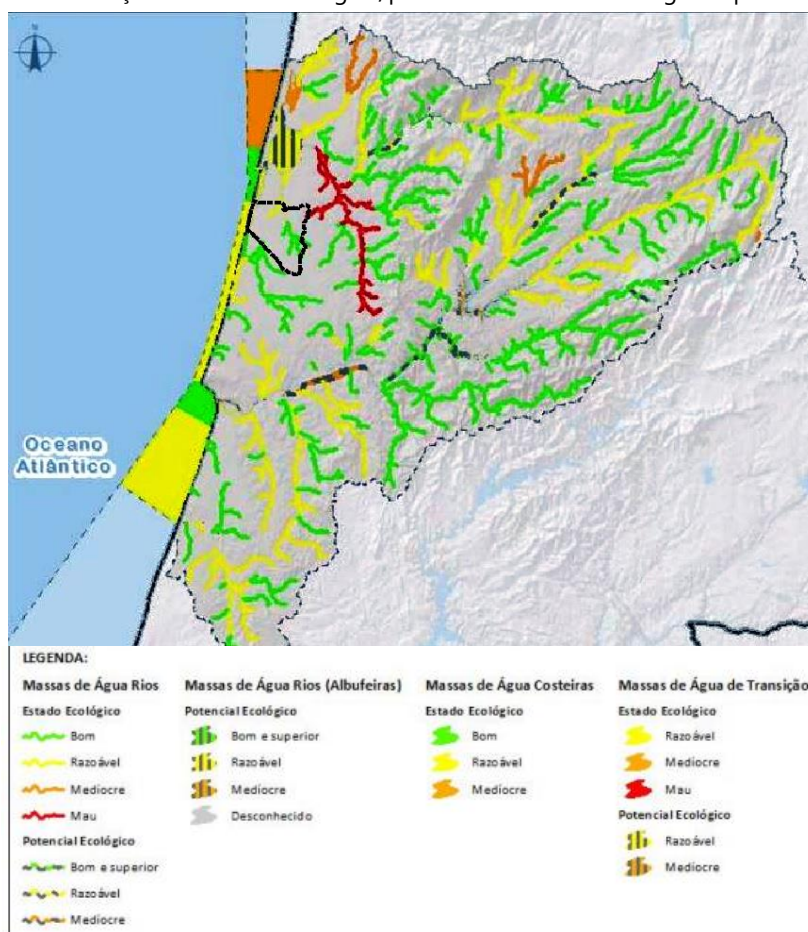 Oceano
Atlântico
LEGENDA:
Massas de Água Rios
Estado Ecológico
Bom
Razoável
Medíocre
Mau
Potencial Ecológico
Bom e superior
Razoável
Medíocre
Massas de Água Rios (Albufeiras)
Potencial Ecológico
Bom e superior
Razoável
Medíocre
Desconhecido
Massas de Água Costeiras
Estado Ecológico
Bom
Razoável
Medíocre
Massas de Água de Transição
Estado Ecológico
Razoável
Medíocre
Mau
Potencial Ecológico
Razoável
Medíocre